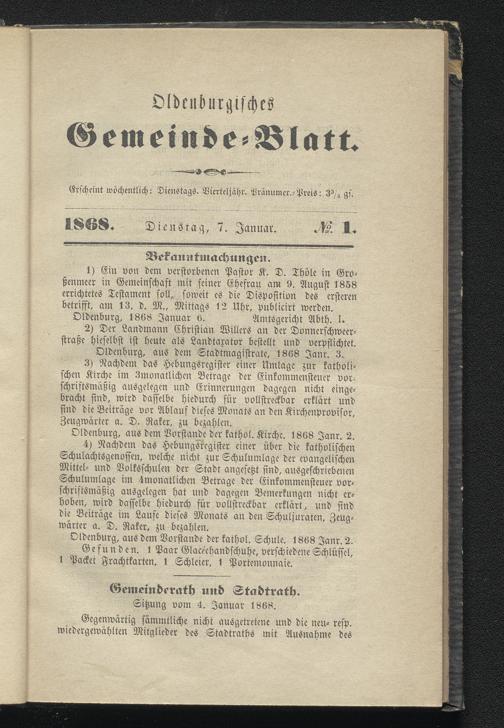 Oldenburgisches
Gemeinde-Blatt.
Erscheint wöchentlich: Dienstags. Vierteljähr. Pränumer.-Preis: 3¾ gs.
1868. Dienstag, 7. Januar. № 1.
Bekanntmachungen.
1) Ein von dem verstorbenen Pastor K. D. Thöle in Gro-
ßenmeer in Gemeinschaft mit seiner Ehefrau am 9. August 1858
errichtetes Testament soll, soweit es die Disposition des ersteren
betrifft, am 13. d. M., Mittags 12 Uhr, publicirt werden.
Oldenburg, 1868 Januar 6. Amtsgericht Abth. I.
2) Der Landmann Christian Willers an der Donnerschweer-
straße hieselbst ist heute als Landtaxator bestellt und verpflichtet.
Oldenburg, aus dem Stadtmagistrate, 1868 Janr. 3.
3) Nachdem das Hebungsregister einer Umlage zur katholi-
schen Kirche im 3monatlichen Betrage der Einkommensteuer vor-
schriftsmäßig ausgelegen und Erinnerungen dagegen nicht einge-
bracht sind, wird dasselbe hiedurch für vollstreckbar erklärt und
sind die Beiträge vor Ablauf dieses Monats an den Kirchenprovisor,
Zeugwärter a. D. Raker, zu bezahlen.
Oldenburg, aus dem Vorstande der kathol. Kirche. 1868 Janr. 2.
4) Nachdem das Hebungsregister einer über die katholischen
Schulachtsgenossen, welche nicht zur Schulumlage der evangelischen
Mittel- und Volksschulen der Stadt angesetzt sind, ausgeschriebenen
Schulumlage im 4monatlichen Betrage der Einkommensteuer vor-
schriftsmäßig ausgelegen hat und dagegen Bemerkungen nicht er-
hoben, wird dasselbe hiedurch für vollstreckbar erklärt, und sind
die Beiträge im Laufe dieses Monats an den Schuljuraten, Zeug-
wärter a. D. Raker, zu bezahlen.
Oldenburg, aus dem Vorstande der kathol. Schule. 1868 Janr. 2.
Gefunden. 1 Paar Glacéehandschuhe, verschiedene Schlüssel,
1 Packet Frachtkarten, 1 Schleier, 1 Portemonnaie.
Gemeinderath und Stadtrath.
Sitzung vom 4. Januar 1868.
Gegenwärtig sämmtliche nicht ausgetretene und die neu- resp.
wiedergewählten Mitglieder des Stadtraths mit Ausnahme des